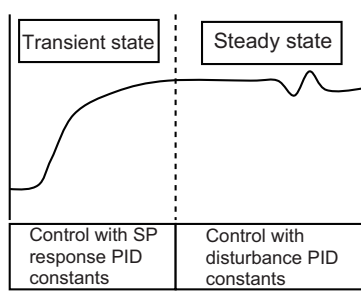 Transient state
Steady state
Control with SP
response PID
constants
Control with
disturbance PID
constants